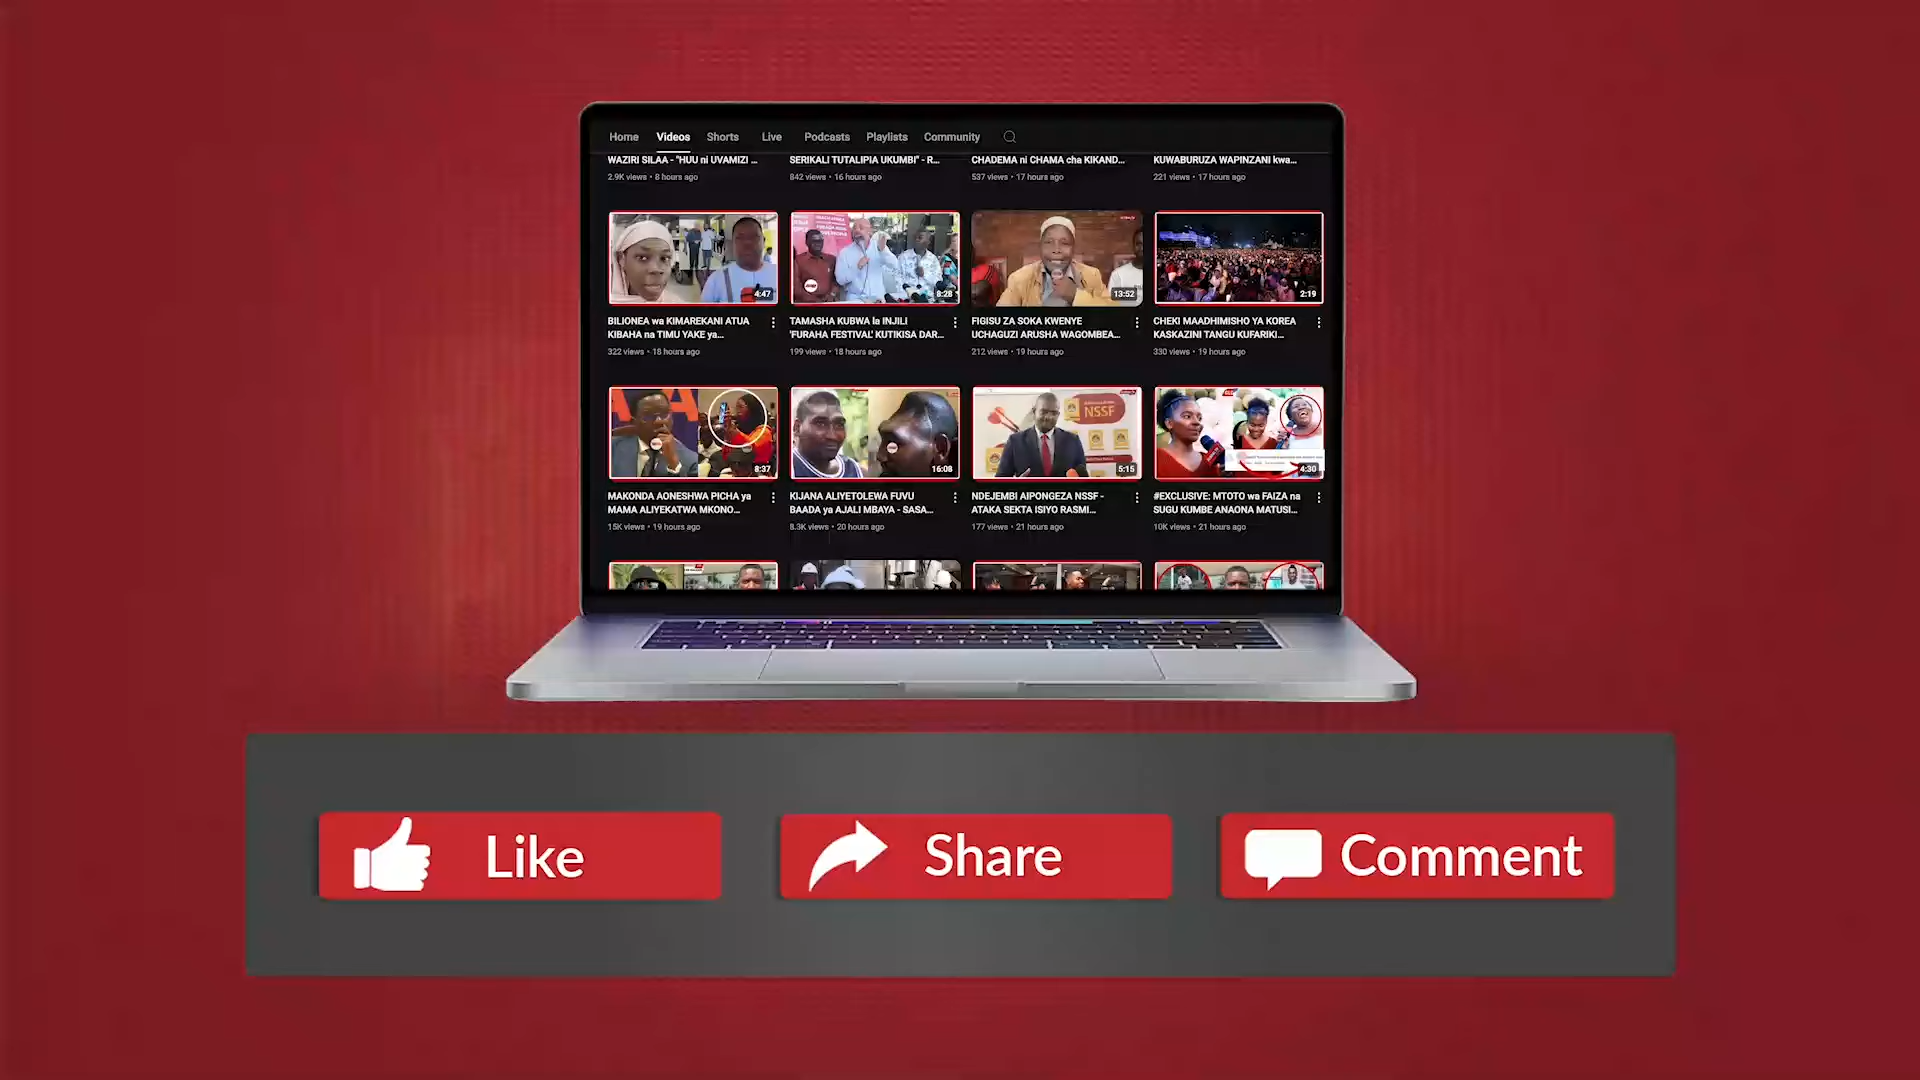 Home Videos Shorts Live Podcasts Playlists Community
WAZIRI SILAA - "HUU ni UVAMIZI ...
2.9K views • 8 hours ago
SERIKALI TUTALIPIA UKUMBI" - R...
842 views • 16 hours ago
CHADEMA ni CHAMA cha KIKAND...
537 views • 17 hours ago
KUWABURUZA WAPINZANI kwa...
221 views • 17 hours ago
4:47
8:28
13:52
2:19
BILIONEA wa KIMAREKANI ATUA
KIBAHA na TIMU YAKE ya...
322 views • 18 hours ago
TAMASHA KUBWA la INJILI
'FURAHA FESTIVAL' KUTIKISA DAR...
199 views • 18 hours ago
FIGISU ZA SOKA KWENYE
UCHAGUZI ARUSHA WAGOMBEA...
212 views • 19 hours ago
CHEKI MAADHIMISHO YA KOREA
KASKAZINI TANGU KUFARIKI...
330 views • 19 hours ago
8:37
16:08
NSSF
5:15
4:30
MAKONDA AONESHWA PICHA ya
MAMA ALIYEKATWA MKONO...
15K views • 19 hours ago
KIJANA ALIYETOLEWA FUVU
BAADA ya AJALI MBAYA - SASA...
8.3K views • 20 hours ago
NDEJEMBI AIPONGEZA NSSF -
ATAKA SEKTA ISIYO RASMI...
177 views • 21 hours ago
#EXCLUSIVE: MTOTO wa FAIZA na
SUGU KUMBE ANAONA MATUSI...
10K views • 21 hours ago
Like
Share
Comment